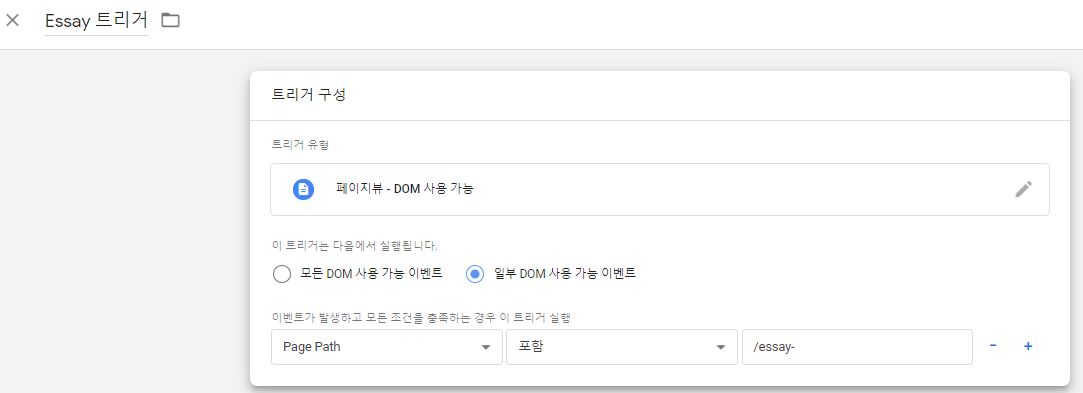 Essay 트리거
트리거 구성
트리거 유형
페이지뷰 - DOM 사용 가능
이 트리거는 다음에서 실행됩니다.
모든 DOM 사용 가능 이벤트 일부 DOM 사용 가능 이벤트
이벤트가 발생하고 모든 조건을 충족하는 경우 이 트리거 실행
Page Path 포함 /essay- - +